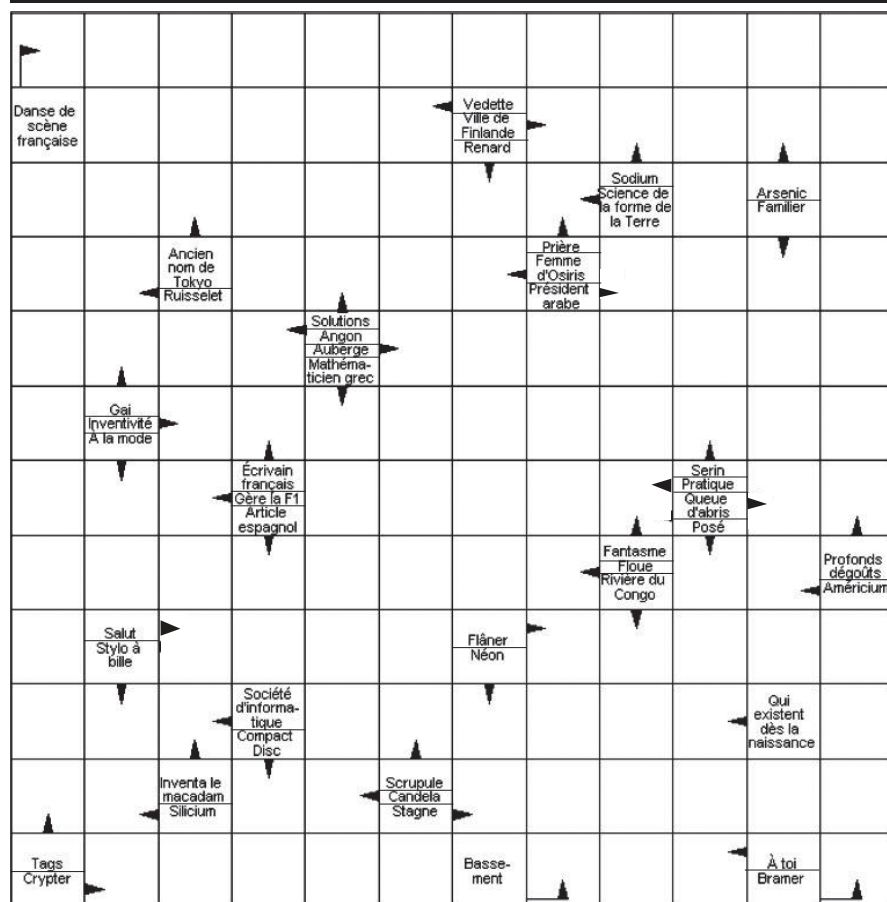 Danse de
scène
française
Vedette
Ville de
Finlande
Renard
Sodium
Science de
la forme de
la Terre
Arsenic
Familier
Ancien
nom de
Tokyo
Ruisselet
Prière
Femme
d'Osiris
Président
arabe
Solutions
Angon
Auberge
Mathéma-
ticien grec
Gai
Inventivité
À la mode
Écrivain
français
Gère la F1
Article
espagnol
Serin
Pratique
Queue
d'abris
Posé
Fantasme
Floue
Rivière du
Congo
Profonds
dégoûts
Américium
Salut
Stylo à
bille
Flâner
Néon
Société
d'informa-
tique
Compact
Disc
Qui
existent
dès la
naissance
Inventa le
macadam
Silicium
Scrupule
Candela
Stagne
Tags
Crypter
Basse-
ment
À toi
Bramer